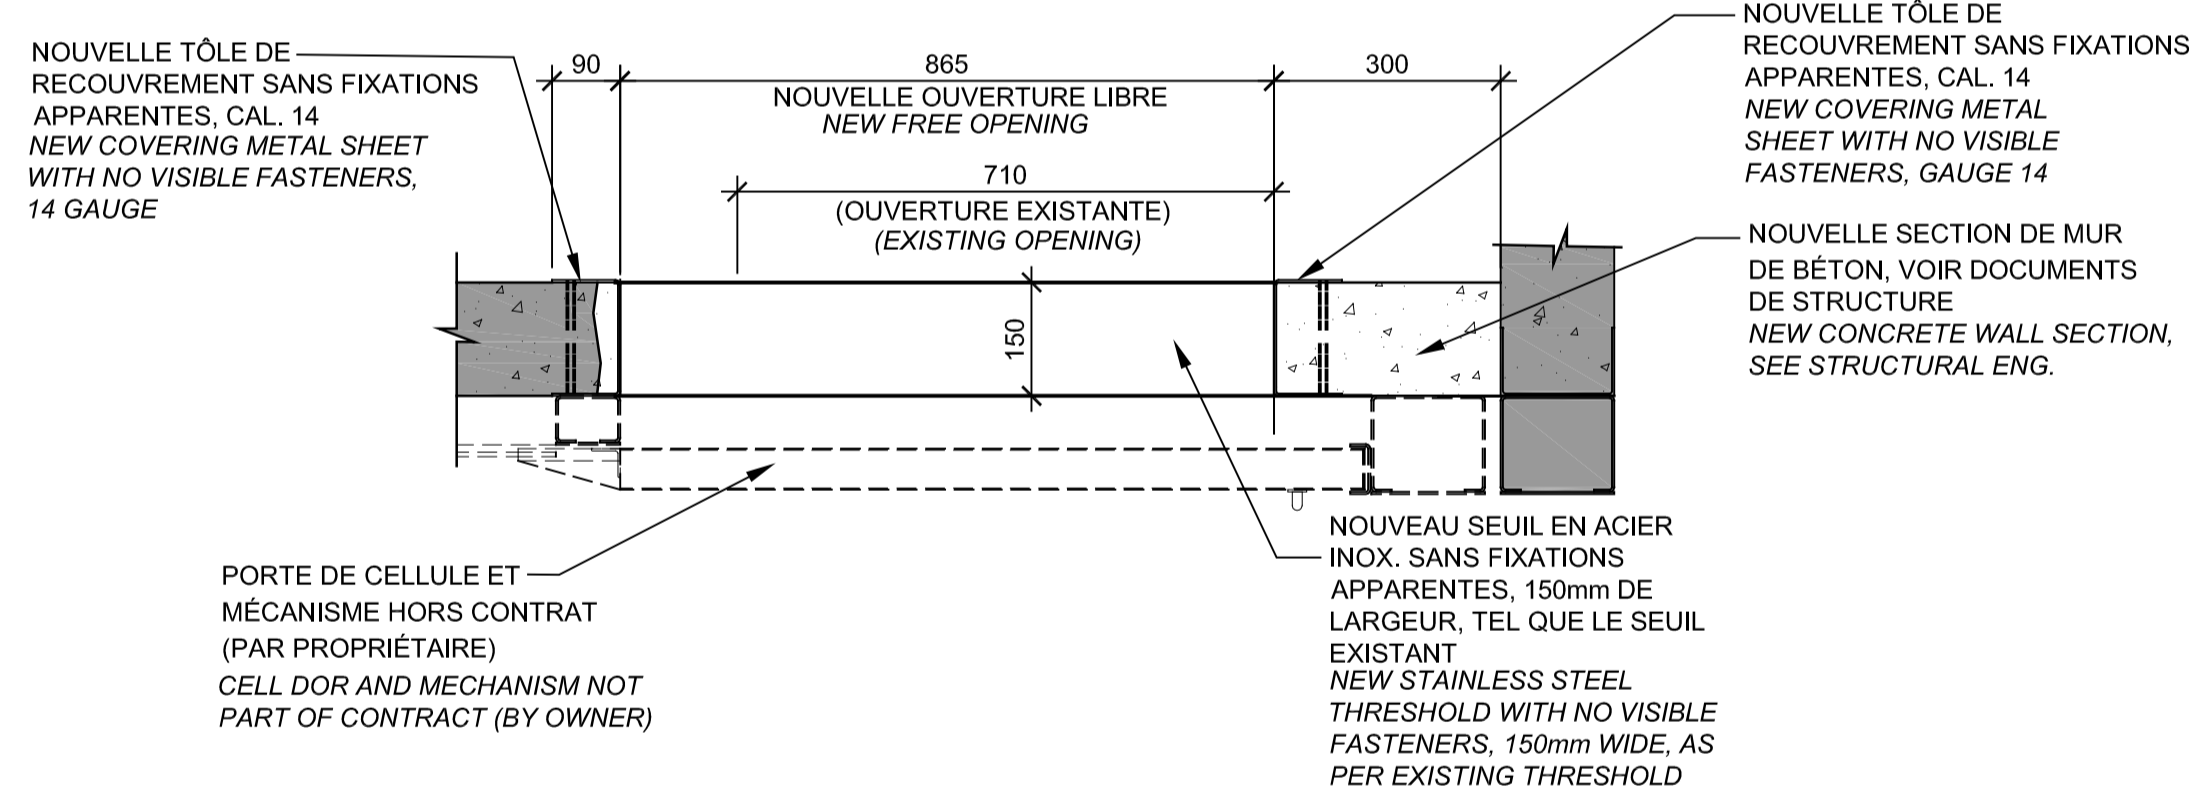 NOUVELLE TÔLE DE
RECOUVREMENT SANS FIXATIONS
APPARENTES, CAL. 14
NEW COVERING METAL SHEET
WITH NO VISIBLE FASTENERS,
14 GAUGE
90
865
300
NOUVELLE OUVERTURE LIBRE
NEW FREE OPENING
710
(OUVERTURE EXISTANTE)
(EXISTING OPENING)
150
NOUVELLE TÔLE DE
RECOUVREMENT SANS FIXATIONS
APPARENTES, CAL. 14
NEW COVERING METAL
SHEET WITH NO VISIBLE
FASTENERS, GAUGE 14
NOUVELLE SECTION DE MUR
DE BÉTON, VOIR DOCUMENTS
DE STRUCTURE
NEW CONCRETE WALL SECTION,
SEE STRUCTURAL ENG.
PORTE DE CELLULE ET
MÉCANISME HORS CONTRAT
(PAR PROPRIÉTAIRE)
CELL DOR AND MECHANISM NOT
PART OF CONTRACT (BY OWNER)
NOUVEAU SEUIL EN ACIER
INOX. SANS FIXATIONS
APPARENTES, 150mm DE
LARGEUR, TEL QUE LE SEUIL
EXISTANT
NEW STAINLESS STEEL
THRESHOLD WITH NO VISIBLE
FASTENERS, 150mm WIDE, AS
PER EXISTING THRESHOLD